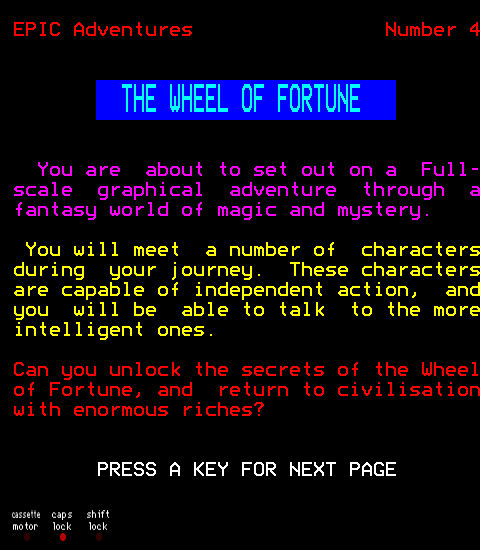 EPIC Adventures Number 4
THE WHEEL OF FORTUNE
You are about to set out on a Full-
scale graphical adventure through a
fantasy world of magic and mystery.
You will meet a number of characters
during your journey. These characters
are capable of independent action, and
you will be able to talk to the more
intelligent ones.
Can you unlock the secrets of the Wheel
of Fortune, and return to civilisation
with enormous riches?
PRESS A KEY FOR NEXT PAGE
cassette caps shift
motor lock lock